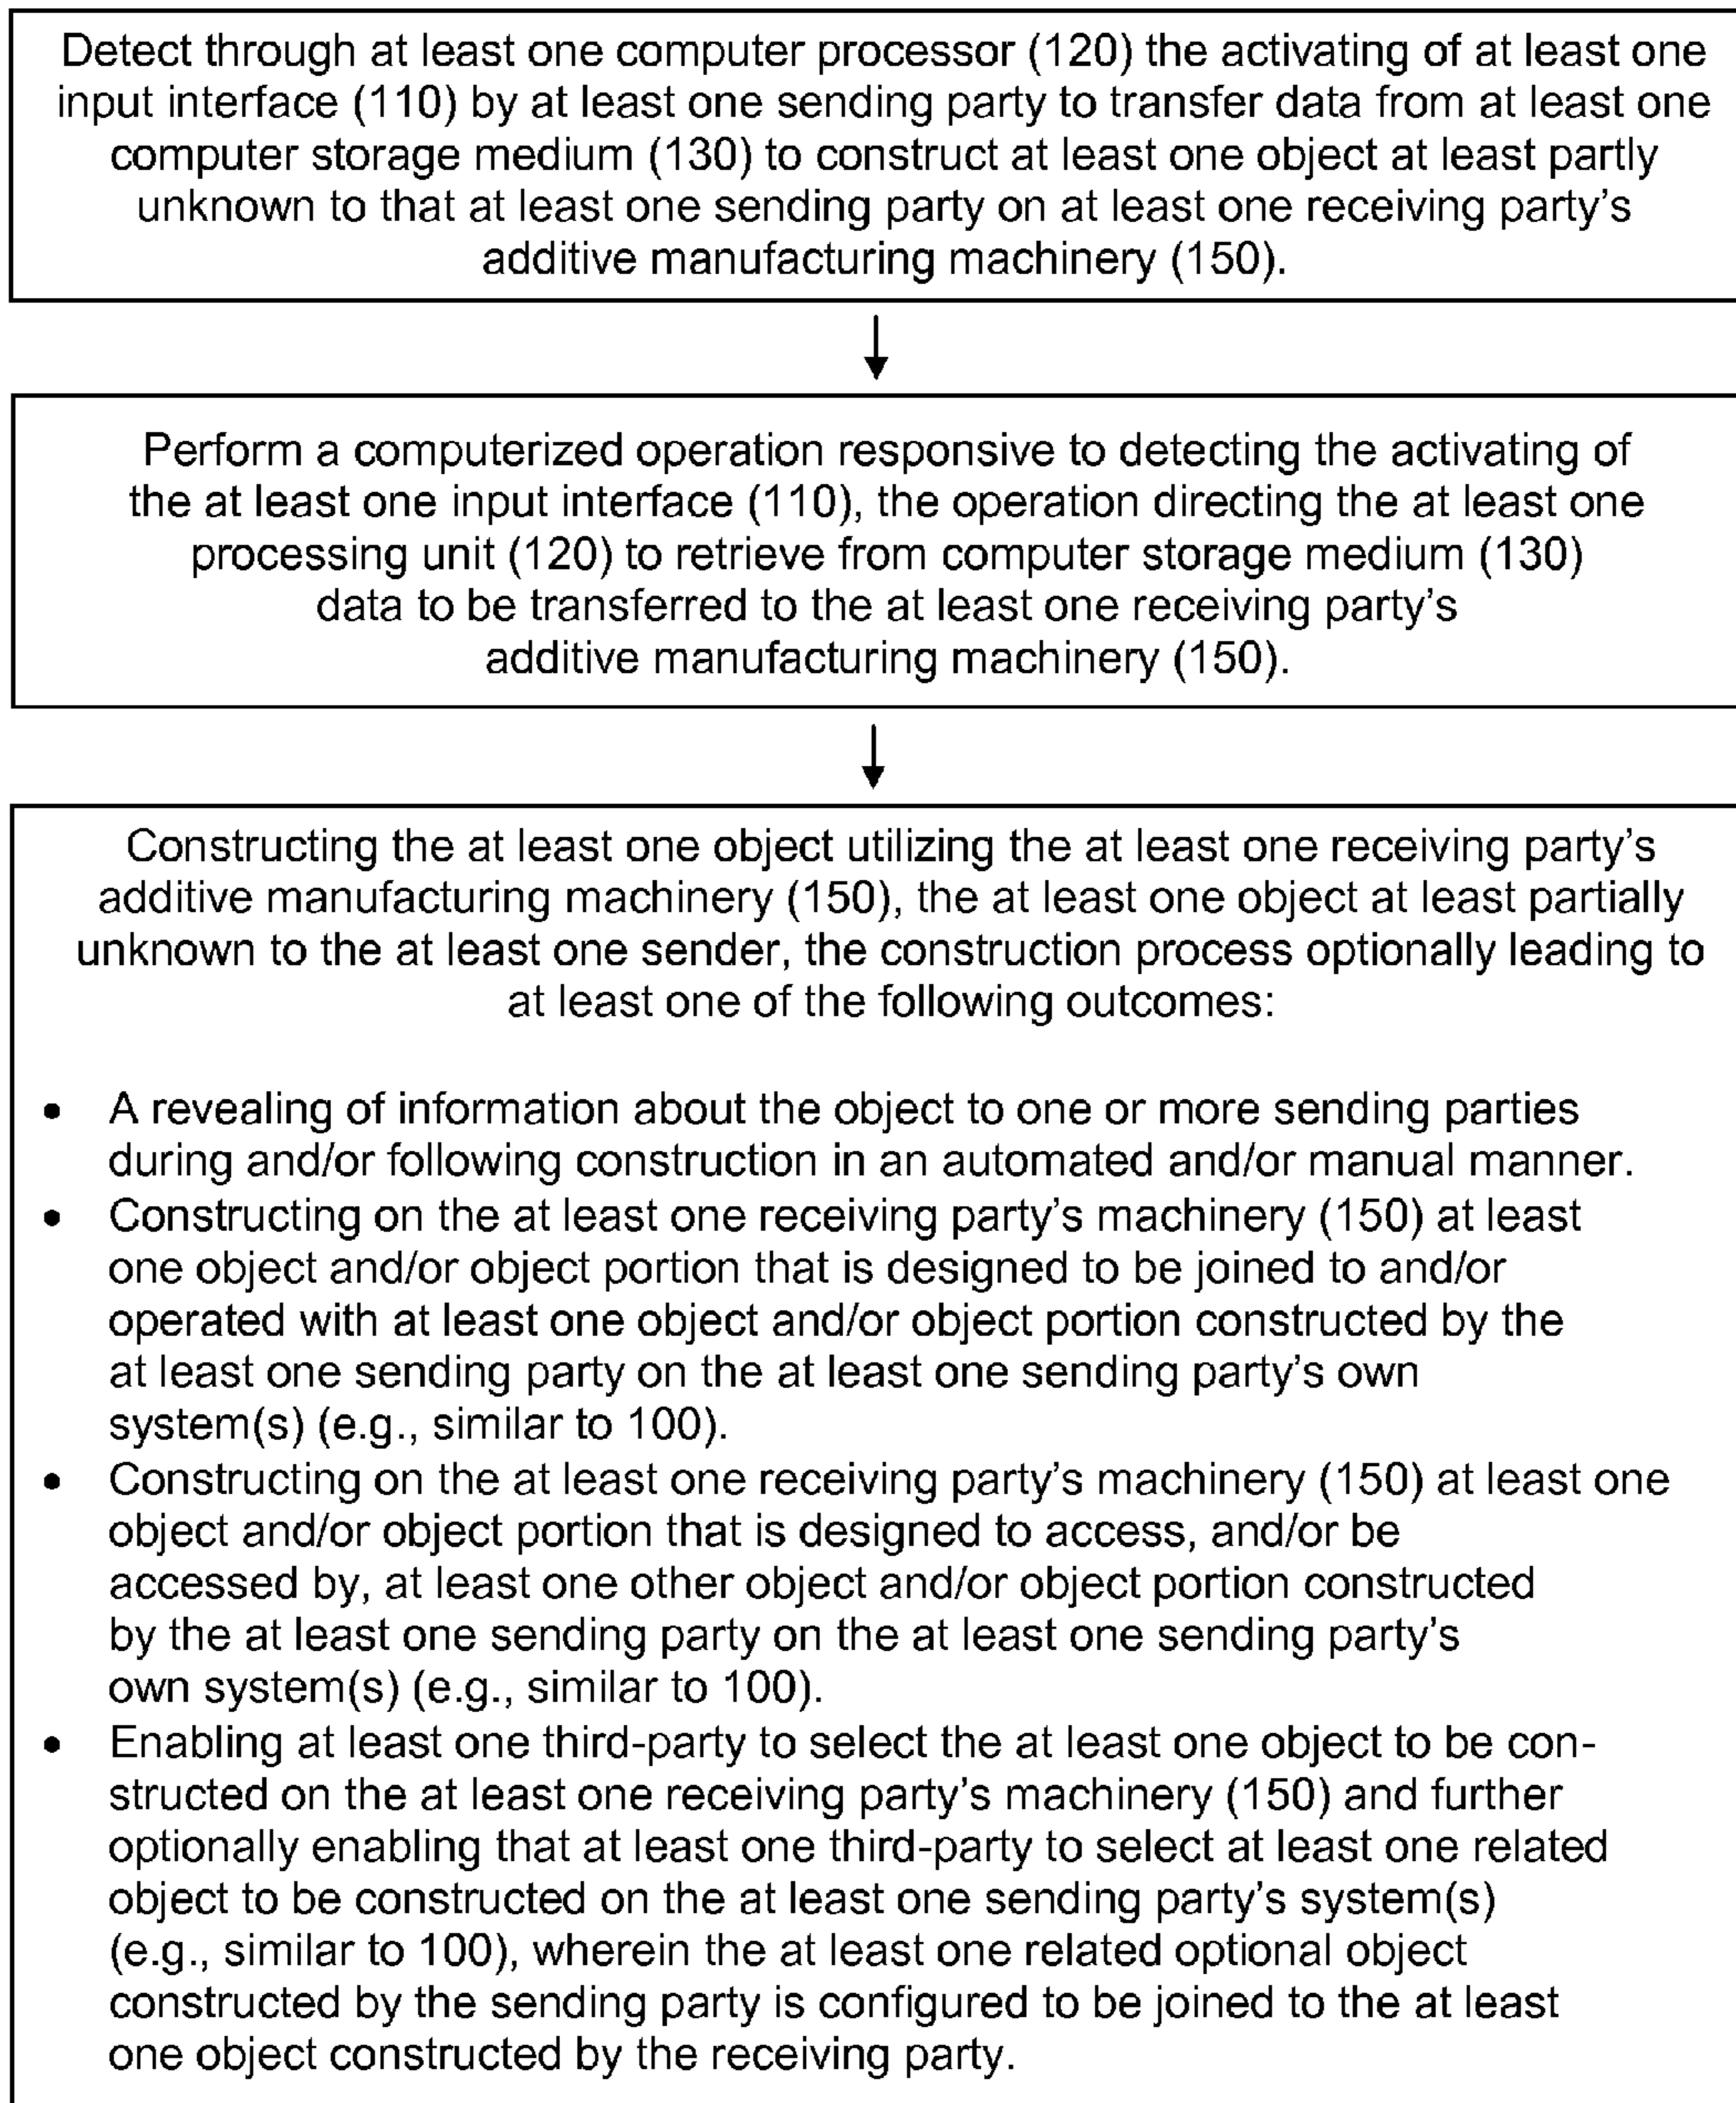 Detect through at least one computer processor (120) the activating of at least one
input interface (110) by at least one sending party to transfer data from at least one
computer storage medium (130) to construct at least one object at least partly
unknown to that at least one sending party on at least one receiving party’s
additive manufacturing machinery (150).
Perform a computerized operation responsive to detecting the activating of
the at least one input interface (110), the operation directing the at least one
processing unit (120) to retrieve from computer storage medium (130)
data to be transferred to the at least one receiving party’s
additive manufacturing machinery (150).
Constructing the at least one object utilizing the at least one receiving party’s
additive manufacturing machinery (150), the at least one object at least partially
unknown to the at least one sender, the construction process optionally leading to
at least one of the following outcomes:
• A revealing of information about the object to one or more sending parties
during and/or following construction in an automated and/or manual manner.
• Constructing on the at least one receiving party’s machinery (150) at least
one object and/or object portion that is designed to be joined to and/or
operated with at least one object and/or object portion constructed by the
at least one sending party on the at least one sending party’s own
system(s) (e.g., similar to 100).
• Constructing on the at least one receiving party’s machinery (150) at least one
object and/or object portion that is designed to access, and/or be
accessed by, at least one other object and/or object portion constructed
by the at least one sending party on the at least one sending party’s
own system(s) (e.g., similar to 100).
• Enabling at least one third-party to select the at least one object to be con-
structed on the at least one receiving party’s machinery (150) and further
optionally enabling that at least one third-party to select at least one related
object to be constructed on the at least one sending party’s system(s)
(e.g., similar to 100), wherein the at least one related optional object
constructed by the sending party is configured to be joined to the at least
one object constructed by the receiving party.